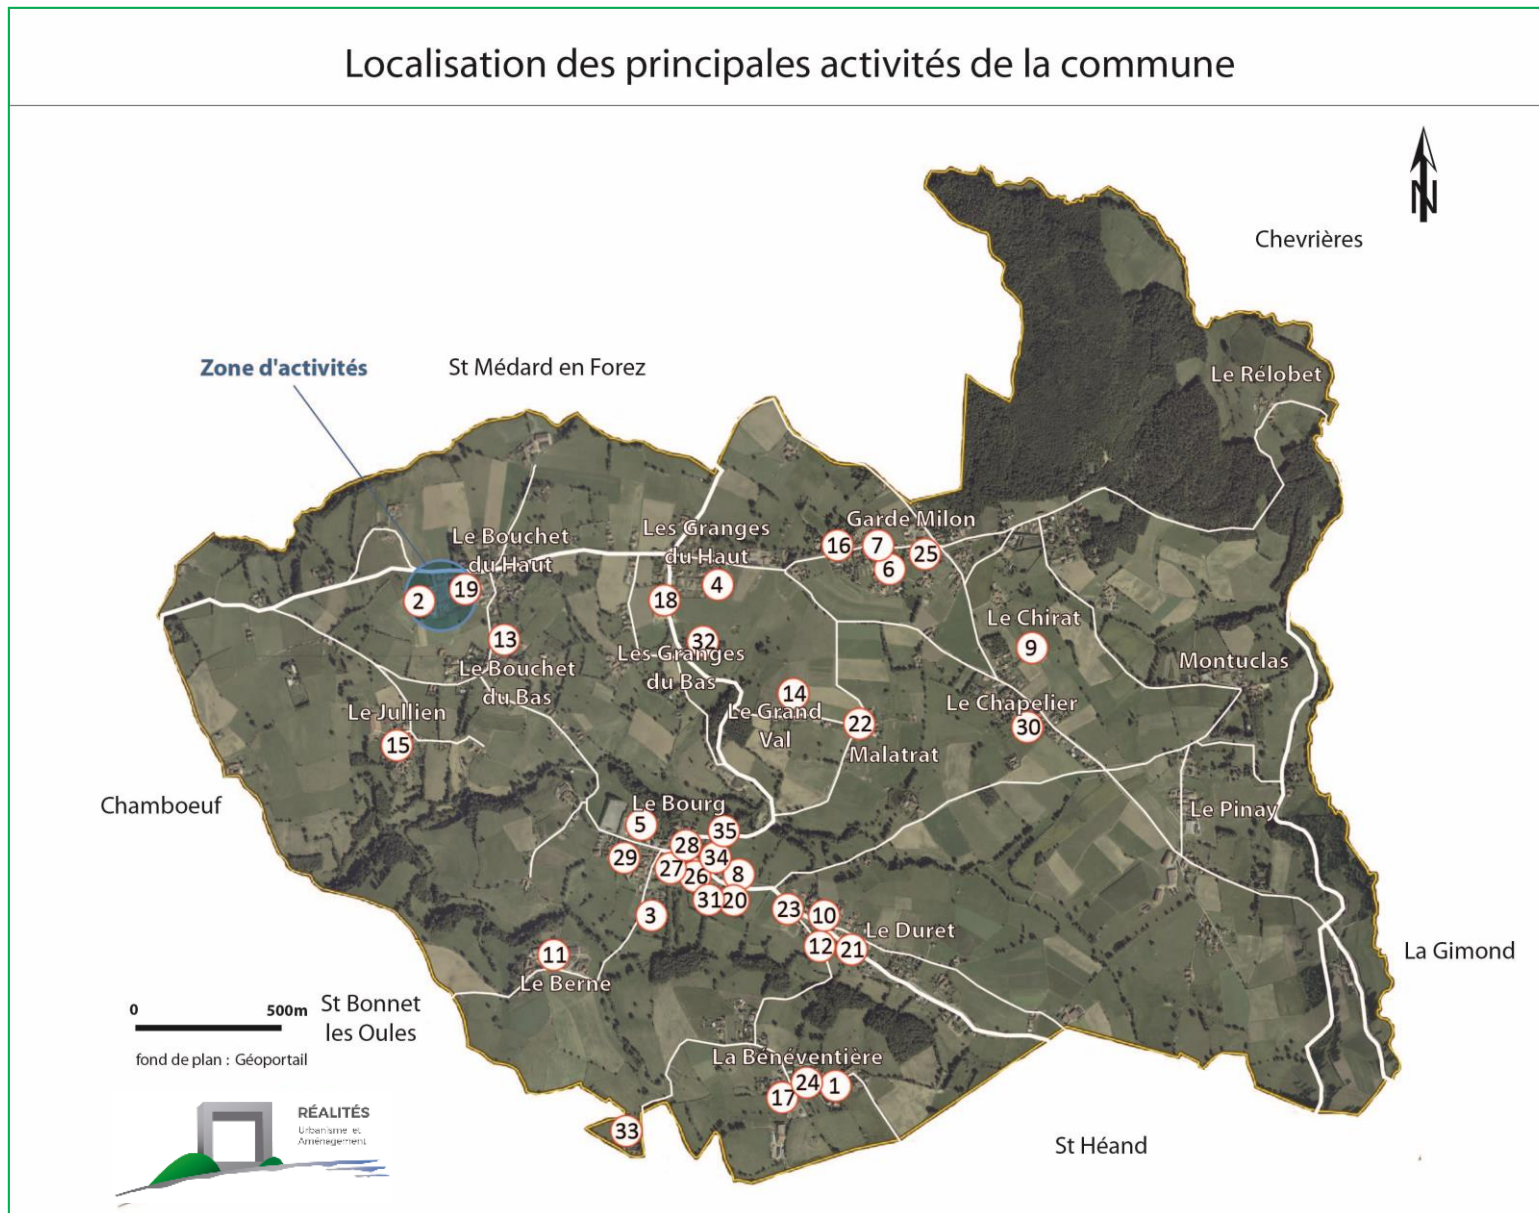 Localisation des principales activités de la commune
N
Chevrières
Zone d'activités
St Médard en Forez
Le Rélobet
Garde Milon
Le Bouchet
du Haut
Les Granges
du Haut
16
7
25
6
2
19
18
4
Le Chirat
9
13
32
Le Bouchet
du Bas
Les Granges
du Bas
Montuclas
14
Le Grand
Val
22
Malatrat
Le Chapelier
30
Le Jullien
15
Chamboeuf
Le Bourg
Le Pinay
5
35
28
29
34
27
26
8
31
20
3
23
10
Le Duret
12
21
11
Le Berne
La Gimond
0
500m
St Bonnet
les Oules
fond de plan : Géoportail
La Bénéventière
24
1
17
33
St Héand
RÉALITÉS
Urbanisme et
Aménagement